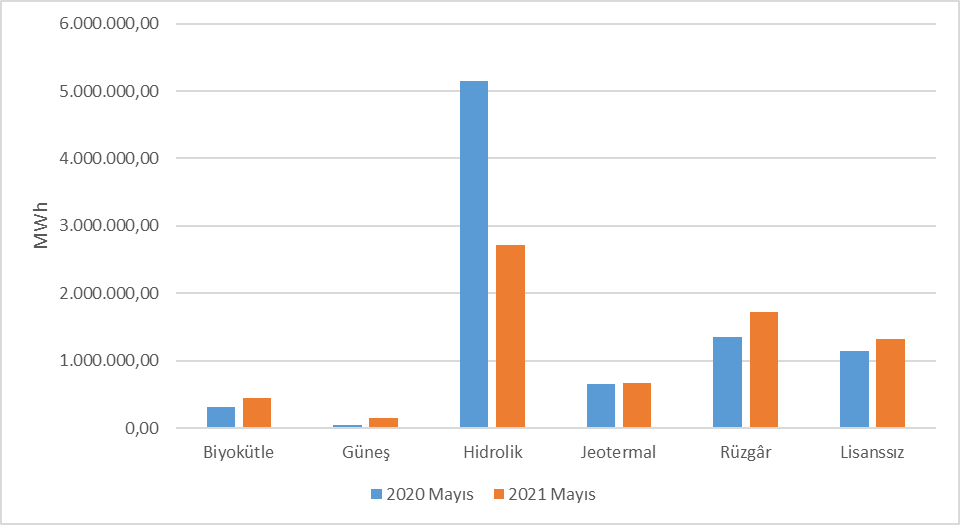 6.000.000,00
5.000.000,00
4.000.000,00
3.000.000,00
2.000.000,00
1.000.000,00
0,00
MWh
Biyokütle Güneş Hidrolik Jeotermal Rüzgâr Lisanssız
2020 Mayıs 2021 Mayıs